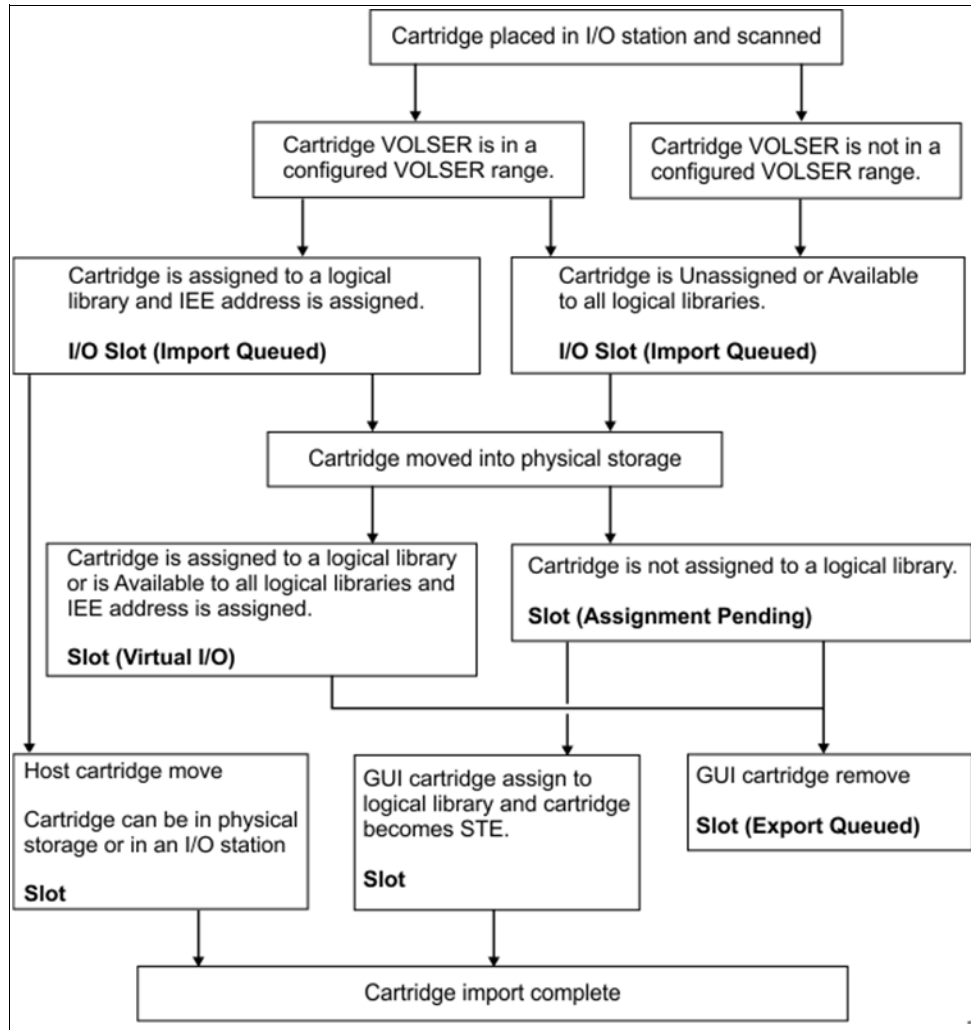 Cartridge placed in I/O station and scanned
Cartridge VOLSER is in a
configured VOLSER range.
Cartridge VOLSER is not in a
configured VOLSER range.
Cartridge is assigned to a logical
library and IEE address is assigned.
I/O Slot (Import Queued)
Cartridge is Unassigned or Available
to all logical libraries.
I/O Slot (Import Queued)
Cartridge moved into physical storage
Cartridge is assigned to a logical library
or is Available to all logical libraries and
IEE address is assigned.
Slot (Virtual I/O)
Cartridge is not assigned to a logical library.
Slot (Assignment Pending)
Host cartridge move
Cartridge can be in physical
storage or in an I/O station
Slot
GUI cartridge assign to
logical library and cartridge
becomes STE.
Slot
GUI cartridge remove
Slot (Export Queued)
Cartridge import complete